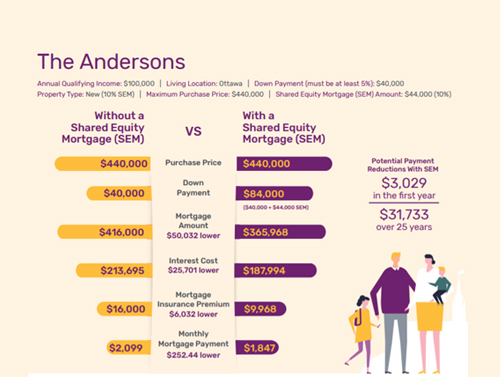 The Andersons
Annual Qualifying Income: $100,000 | Living Location: Ottawa | Down Payment (must be at least 5%): $40,000
Property Type: New (10% SEM) | Maximum Purchase Price: $440,000 | Shared Equity Mortgage (SEM) Amount: $44,000 (10%)
Without a
Shared Equity
Mortgage (SEM)
VS
With a
Shared Equity
Mortgage (SEM)
$440,000 Purchase Price $440,000
$40,000 Down
Payment $84,000
($40,000 + $44,000 SEM)
$416,000 Mortgage
Amount
$50,032 lower $365,968
$213,695 Interest Cost
$25,701 lower $187,994
$16,000 Mortgage
Insurance Premium
$6,032 lower $9,968
$2,099 Monthly
Mortgage Payment
$252.44 lower $1,847
Potential Payment
Reductions With SEM
$3,029
in the first year
$31,733
over 25 years